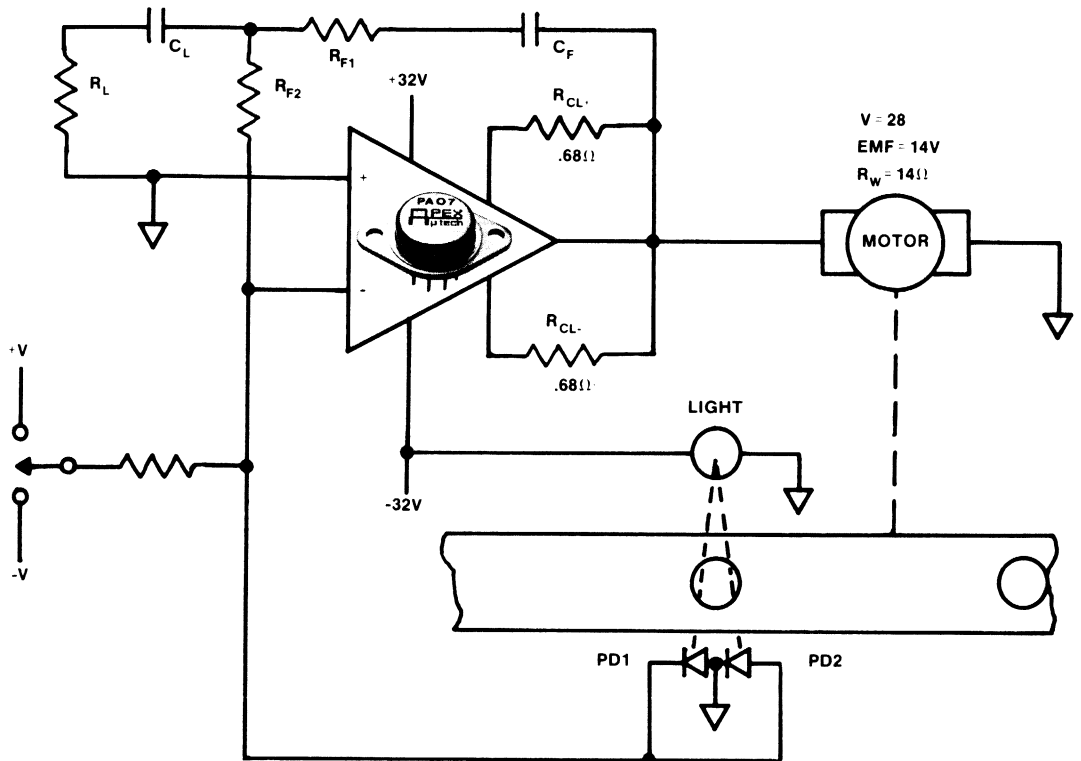 C_L
R_F1
C_F
R_L
R_F2
+32V
R_CL+
.68Ω
V = 28
EMF = 14V
R_W = 14Ω
+
PA07
APEX
μtech
MOTOR
-
R_CL-
.68Ω
+V
LIGHT
-32V
-V
PD1
PD2